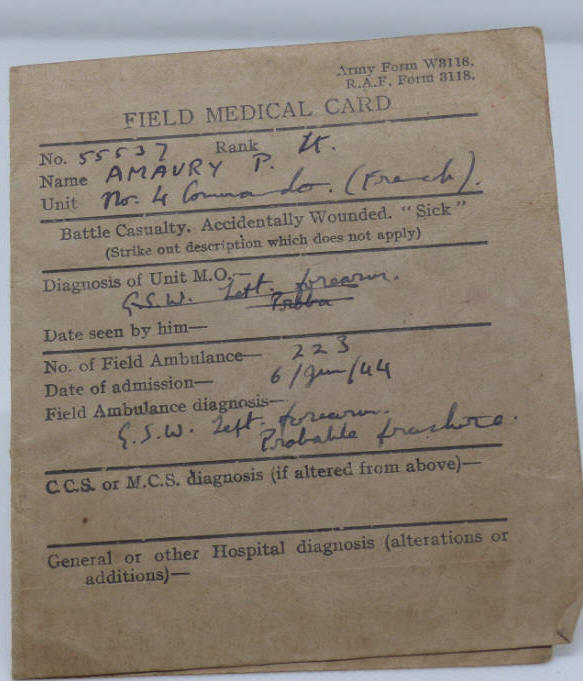 Army Form W3118.
R.A.F. Form 3118.
FIELD MEDICAL CARD
No. 55537 Rank Lt.
Name AMAURY P.
Unit No. 4 Commando. (French).
Battle Casualty. Accidentally Wounded. "Sick"
(Strike out description which does not apply)
Diagnosis of Unit M.O.—
G.S.W. Left. forearm.
Proba
Date seen by him—
No. of Field Ambulance— 223
Date of admission— 6/Jun/44
Field Ambulance diagnosis—
G.S.W. Left. forearm.
Probable fracture.
C.C.S. or M.C.S. diagnosis (if altered from above)—
General or other Hospital diagnosis (alterations or
additions)—